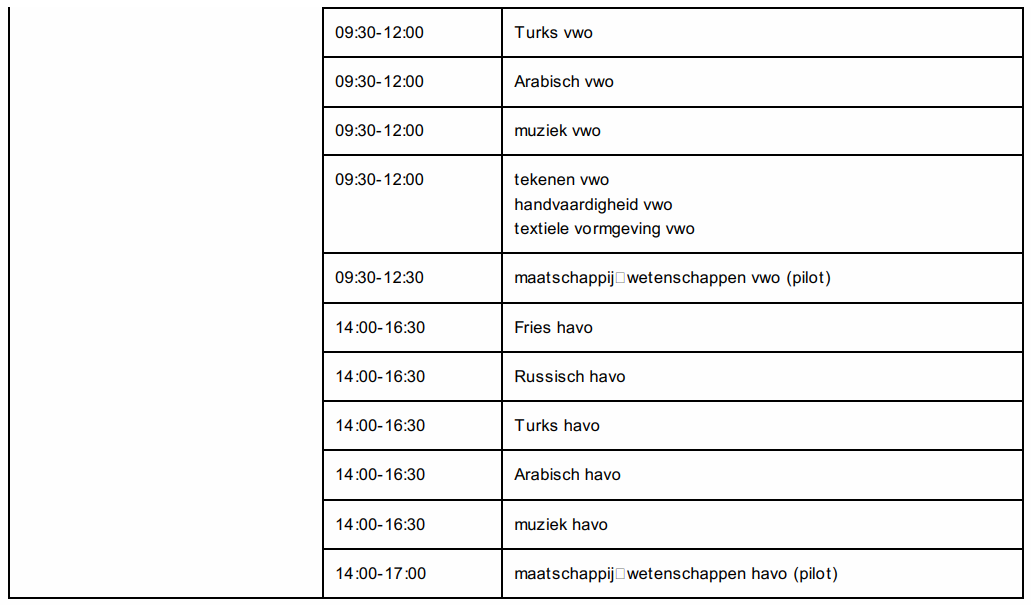 09:30-12:00 Turks vwo
09:30-12:00 Arabisch vwo
09:30-12:00 muziek vwo
09:30-12:00 tekenen vwo
handvaardigheid vwo
textiele vormgeving vwo
09:30-12:30 maatschappij□wetenschappen vwo (pilot)
14:00-16:30 Fries havo
14:00-16:30 Russisch havo
14:00-16:30 Turks havo
14:00-16:30 Arabisch havo
14:00-16:30 muziek havo
14:00-17:00 maatschappij□wetenschappen havo (pilot)